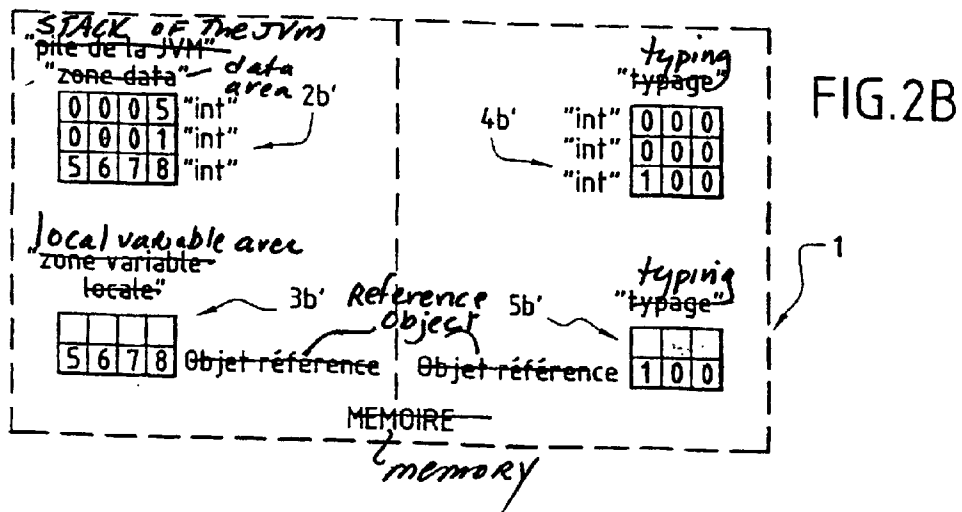 STACK OF The JVM
"pile de la JVM"
"zone data" data
area
0 0 0 5 "int"
0 0 0 1 "int"
5 6 7 8 "int"
2b'
typing
"typage"
4b'
"int" 0 0 0
"int" 0 0 0
"int" 1 0 0
FIG.2B
local variable area
"zone variable
locale"
3b'
5 6 7 8 Objet référence
Reference
Object
5b'
typing
"typage"
Objet référence 1 0 0
1
MEMOIRE
memory